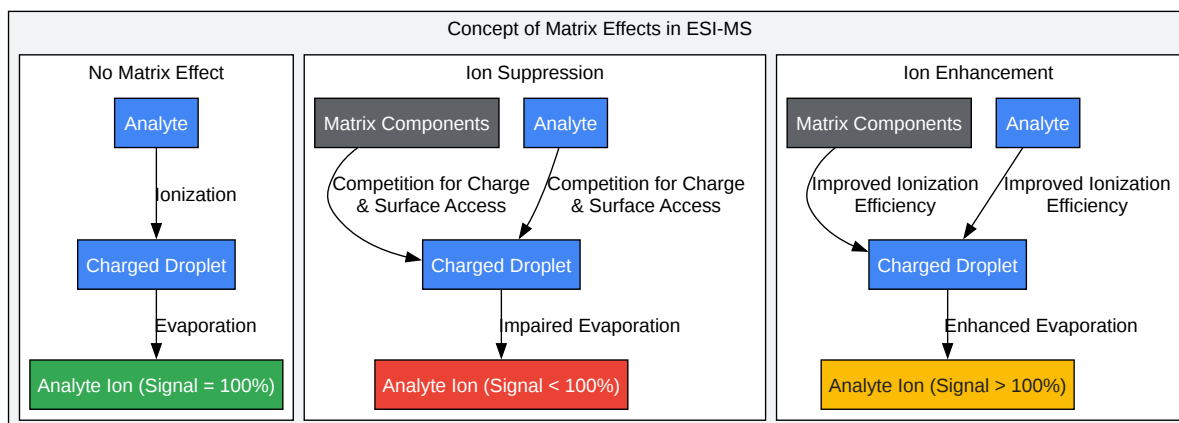 Concept of Matrix Effects in ESI-MS
No Matrix Effect
Analyte
Ionization
Charged Droplet
Evaporation
Analyte Ion (Signal = 100%)
Ion Suppression
Matrix Components
Analyte
Competition for Charge
& Surface Access
Competition for Charge
& Surface Access
Charged Droplet
Impaired Evaporation
Analyte Ion (Signal < 100%)
Ion Enhancement
Matrix Components
Analyte
Improved Ionization
Efficiency
Improved Ionization
Efficiency
Charged Droplet
Enhanced Evaporation
Analyte Ion (Signal > 100%)